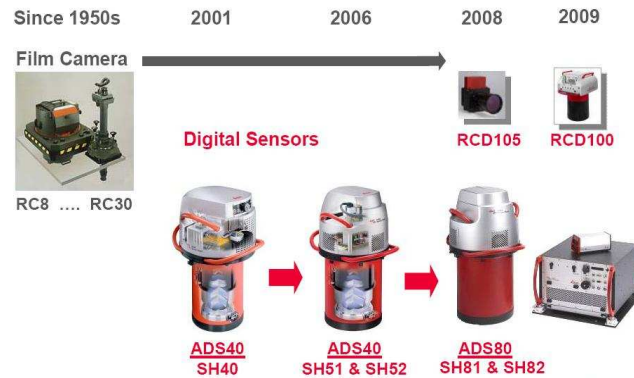 Since 1950s 2001 2006 2008 2009
Film Camera
RCD105 RCD100
Digital Sensors
RC8 .... RC30
ADS40 ADS40 ADS80
SH40 SH51 & SH52 SH81 & SH82